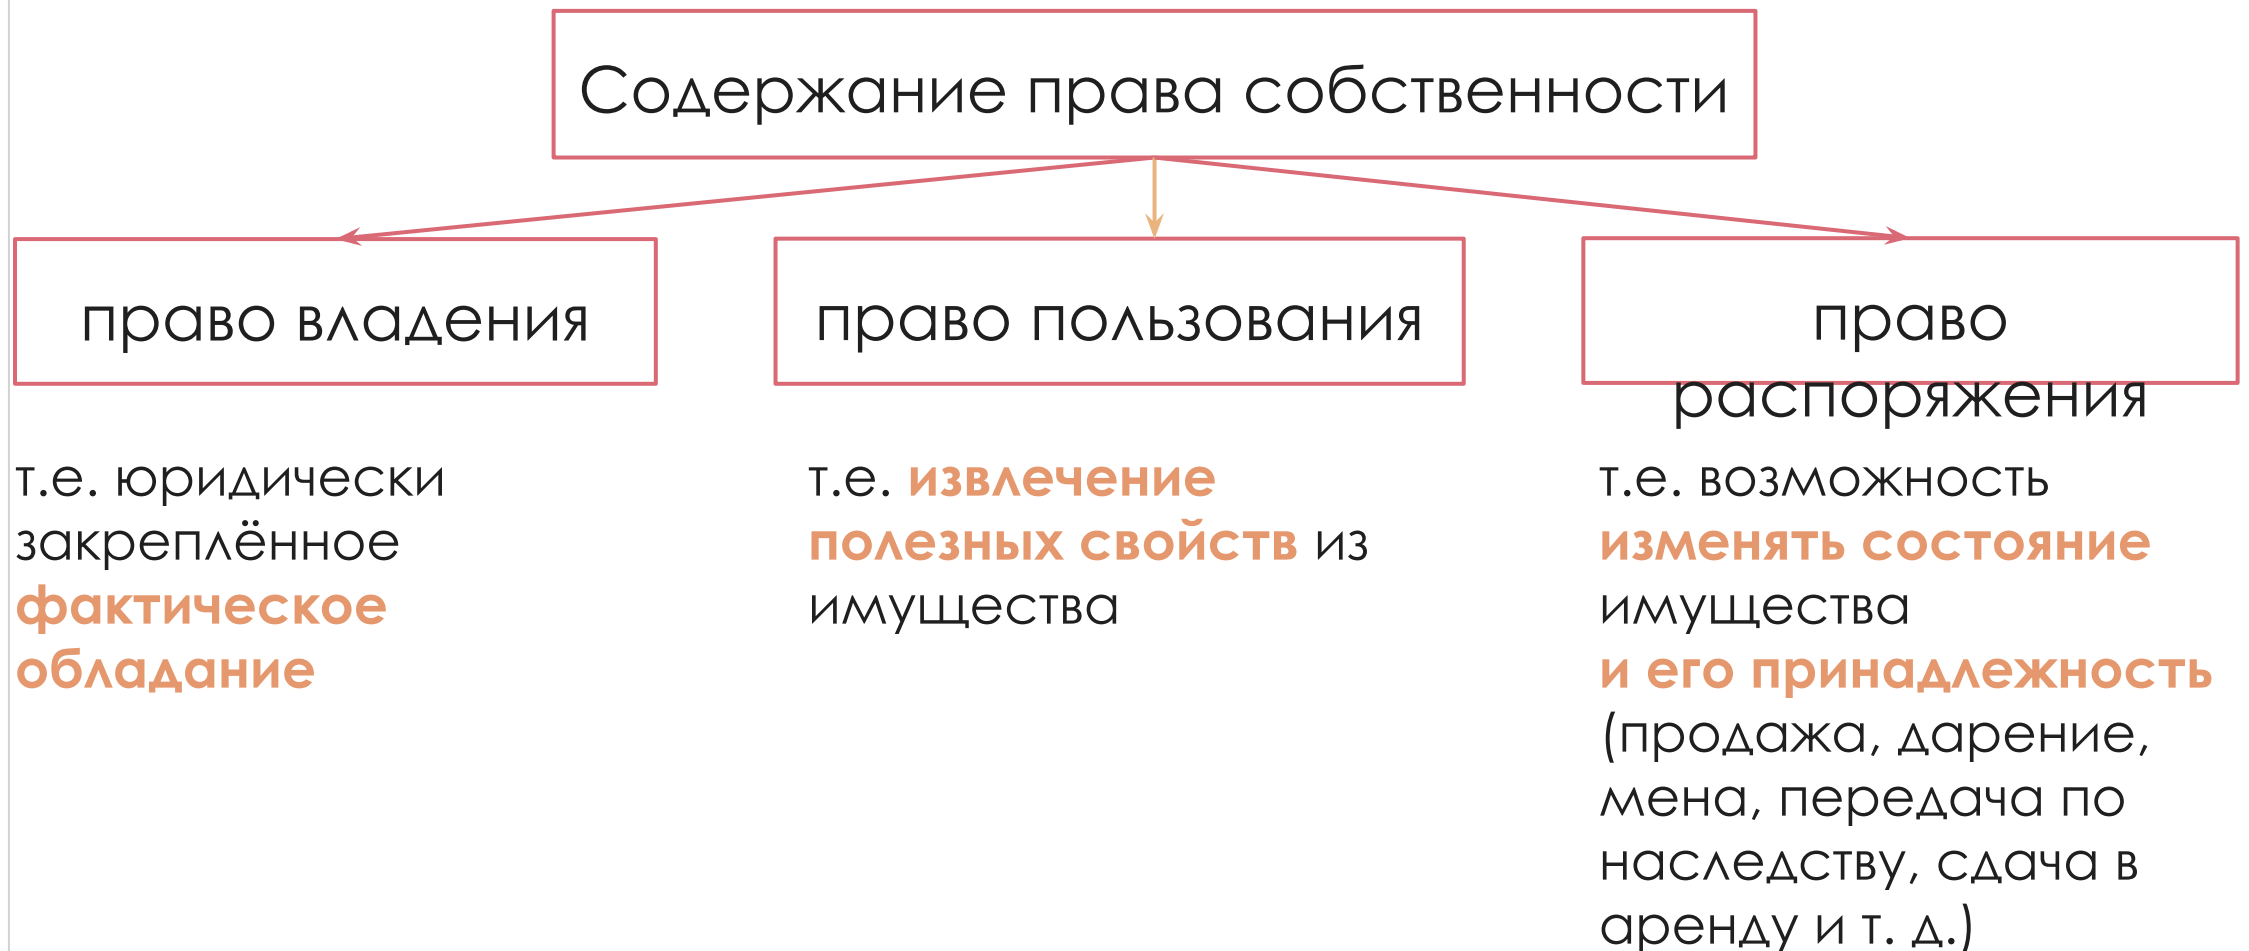 Содержание права собственности
право владения
право пользования
право
распоряжения
т.е. юридически
закреплённое
фактическое
обладание
т.е. извлечение
полезных свойств из
имущества
т.е. возможность
изменять состояние
имущества
и его принадлежность
(продажа, дарение,
мена, передача по
наследству, сдача в
аренду и т. д.)